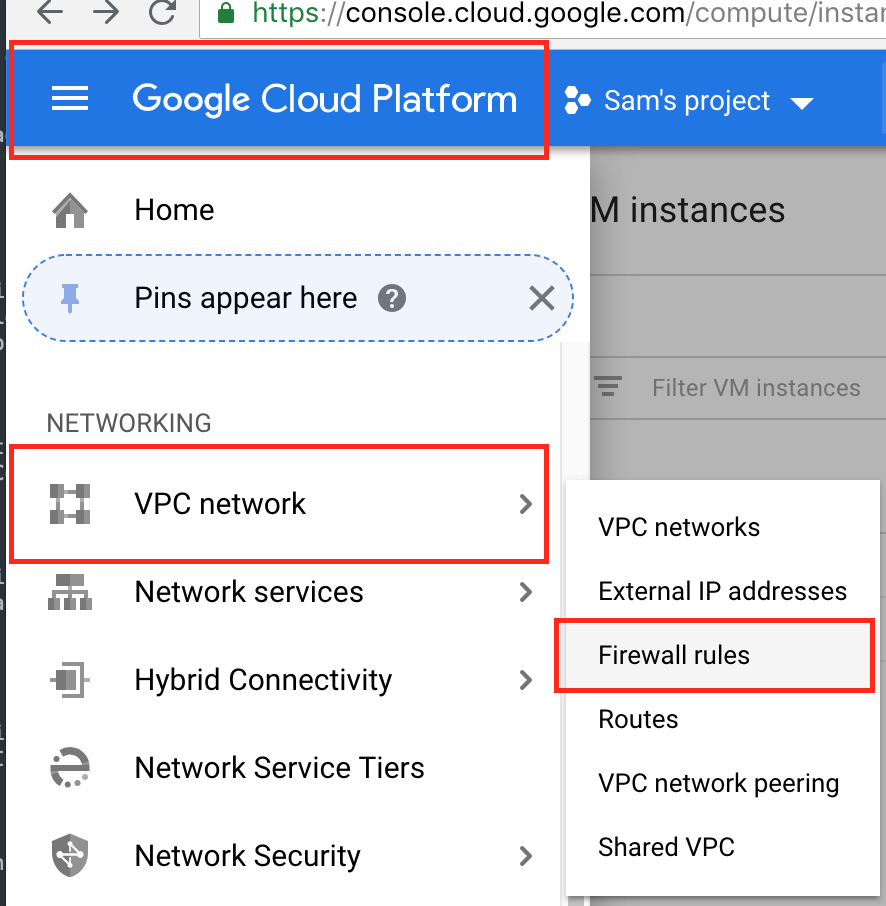 https://console.cloud.google.com/compute/instan
Google Cloud Platform
Sam's project
Home
M instances
Pins appear here ?
Filter VM instances
NETWORKING
VPC network
VPC networks
Network services
External IP addresses
Firewall rules
Hybrid Connectivity
Routes
Network Service Tiers
VPC network peering
Network Security
Shared VPC